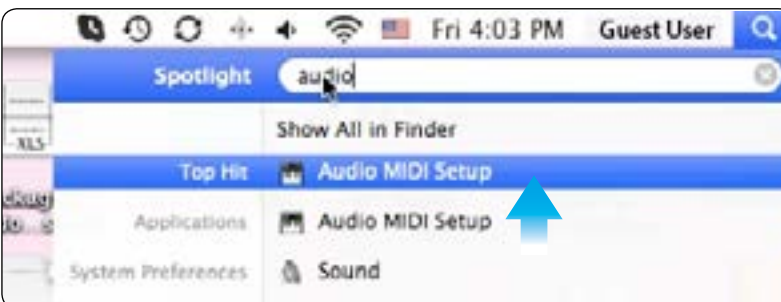 Fri 4:03 PM Guest User
Spotlight audio
Show All in Finder
XLS
Top Hit Audio MIDI Setup
Applications Audio MIDI Setup
System Preferences Sound